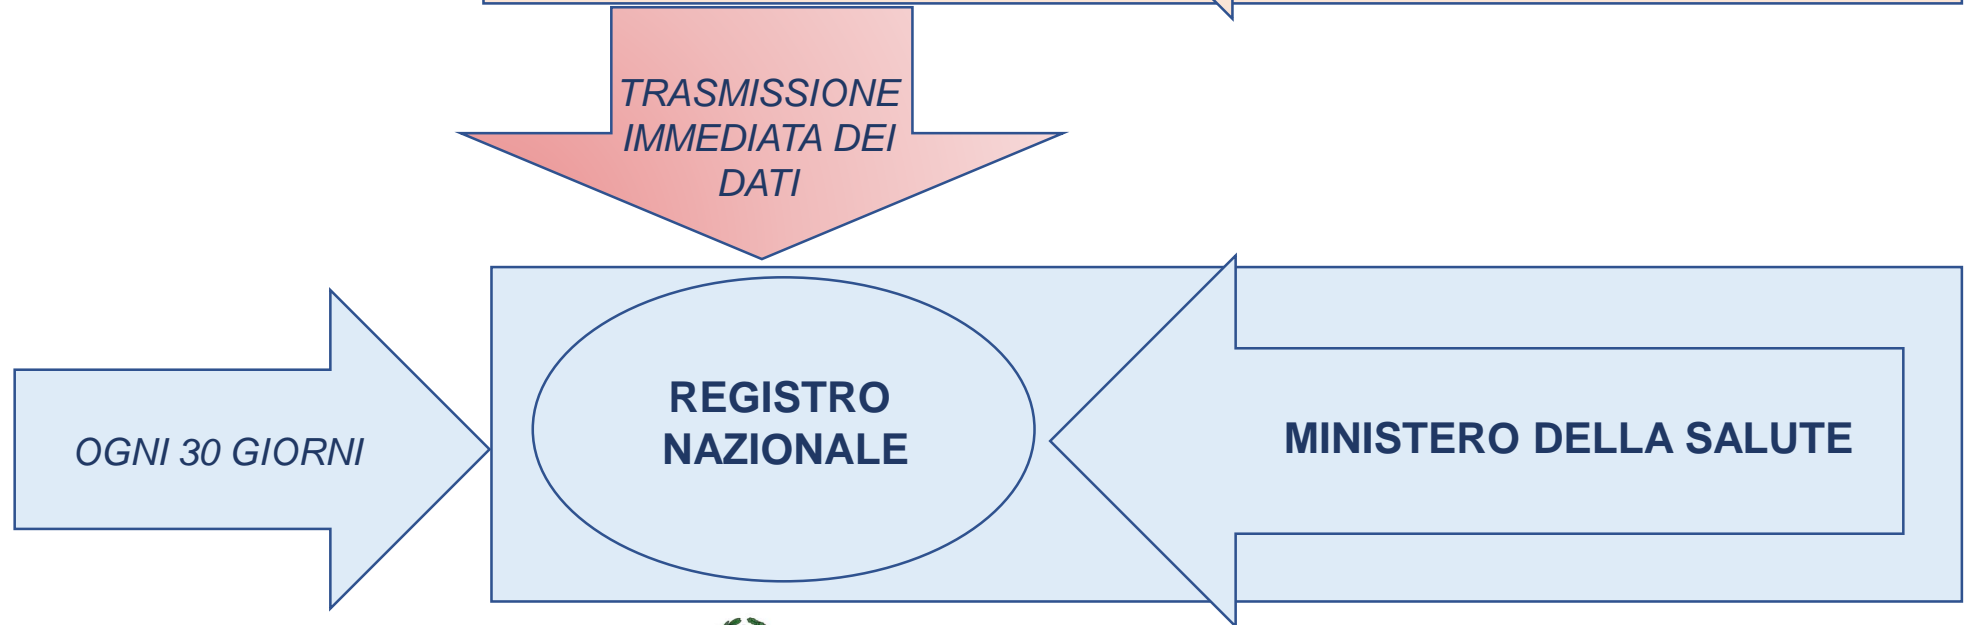 TRASMISSIONE
IMMEDIATA DEI
DATI
OGNI 30 GIORNI
REGISTRO
NAZIONALE
MINISTERO DELLA SALUTE